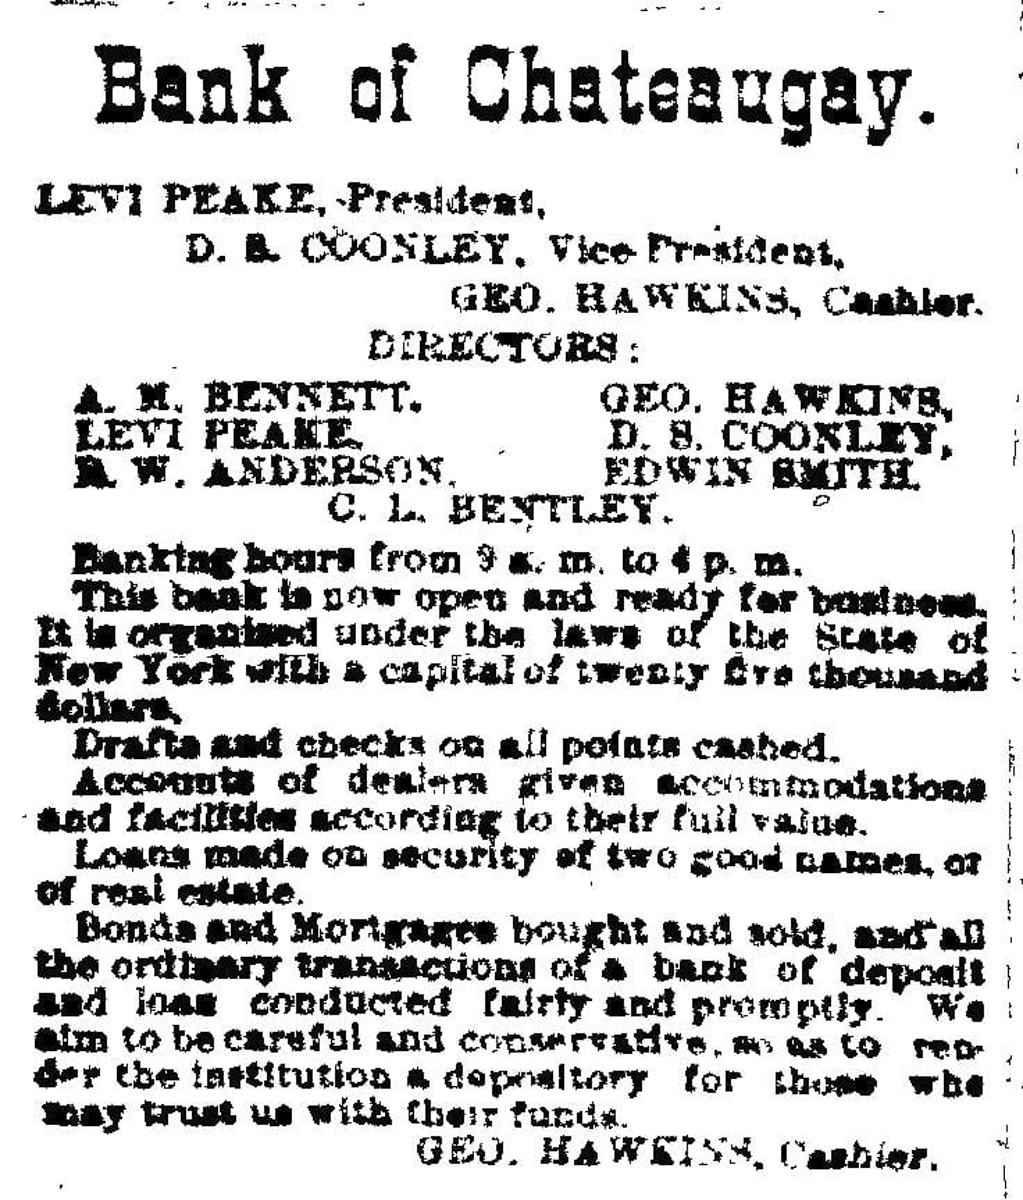 Bank of Chateaugay.
LEVI PEAKE, President,
D. S. COONLEY, Vice-President,
GEO. HAWKINS, Cashier.
DIRECTORS:
A. M. BENNETT, GEO. HAWKINS,
LEVI PEAKE, D. S. COONLEY,
R. W. ANDERSON, EDWIN SMITH.
C. L. BENTLEY.
Banking hours from 9 a. m. to 4 p. m.
This bank is now open and ready for business.
It is organized under the laws of the State of
New York with a capital of twenty five thousand
dollars.
Drafts and checks on all points cashed.
Accounts of dealers given accommodations
and facilities according to their full value.
Loans made on security of two good names, or
of real estate.
Bonds and Mortgages bought and sold, and all
the ordinary transactions of a bank of deposit
and loan conducted fairly and promptly. We
aim to be careful and conservative, so as to ren-
der the institution a depository for those who
may trust us with their funds.
GEO. HAWKINS, Cashier.